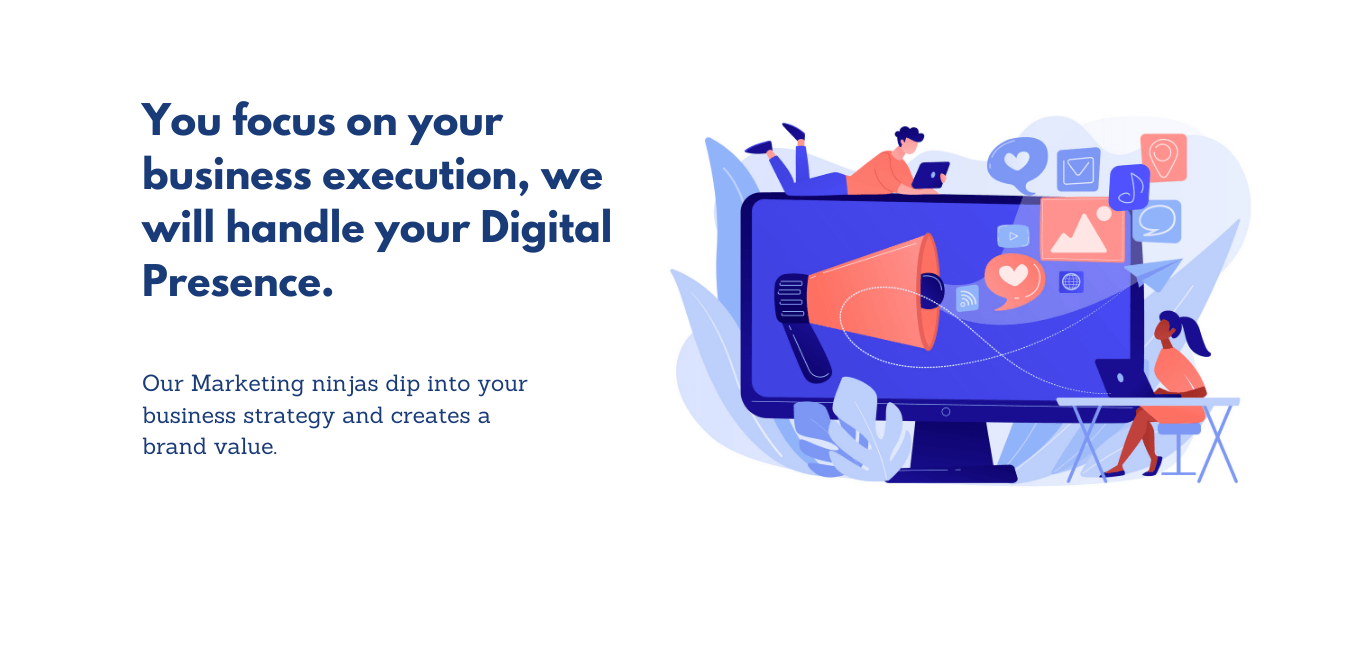 You focus on your
business execution, we
will handle your Digital
Presence.
Our Marketing ninjas dip into your
business strategy and creates a
brand value.